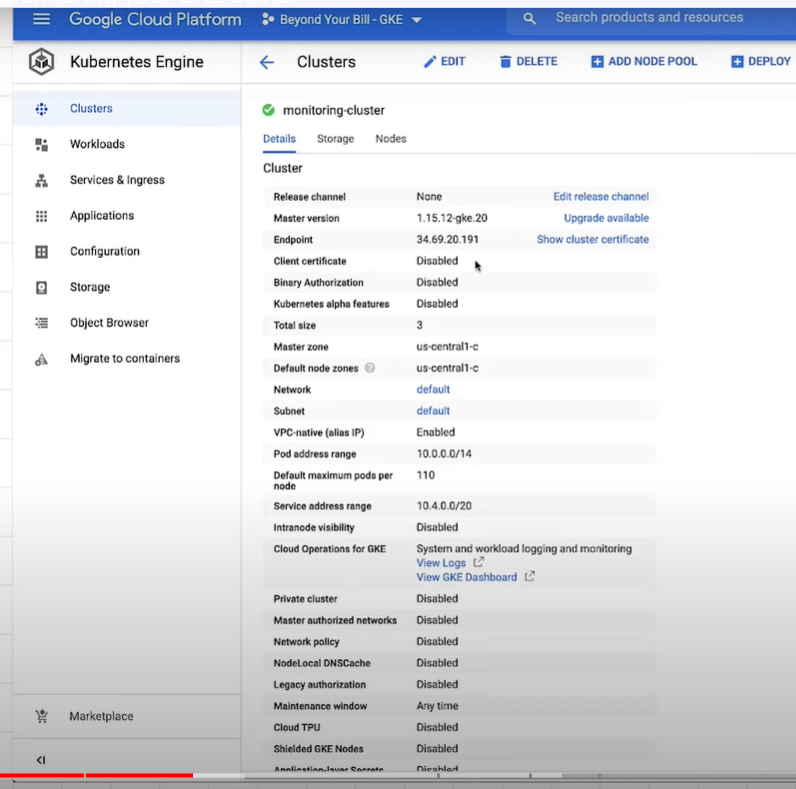 Google Cloud Platform
Beyond Your Bill - GKE
Search products and resources
Kubernetes Engine
Clusters
EDIT
DELETE
ADD NODE POOL
DEPLOY
Clusters
Workloads
Services & Ingress
Applications
Configuration
Storage
Object Browser
Migrate to containers
Marketplace
monitoring-cluster
Details Storage Nodes
Cluster
Release channel None Edit release channel
Master version 1.15.12-gke.20 Upgrade available
Endpoint 34.69.20.191 Show cluster certificate
Client certificate Disabled
Binary Authorization Disabled
Kubernetes alpha features Disabled
Total size 3
Master zone us-central1-c
Default node zones us-central1-c
Network default
Subnet default
VPC-native (alias IP) Enabled
Pod address range 10.0.0.0/14
Default maximum pods per 110
node
Service address range 10.4.0.0/20
Intranode visibility Disabled
Cloud Operations for GKE System and workload logging and monitoring
View Logs
View GKE Dashboard
Private cluster Disabled
Master authorized networks Disabled
Network policy Disabled
NodeLocal DNSCache Disabled
Legacy authorization Disabled
Maintenance window Any time
Cloud TPU Disabled
Shielded GKE Nodes Disabled
Application-layer Secrets Disabled